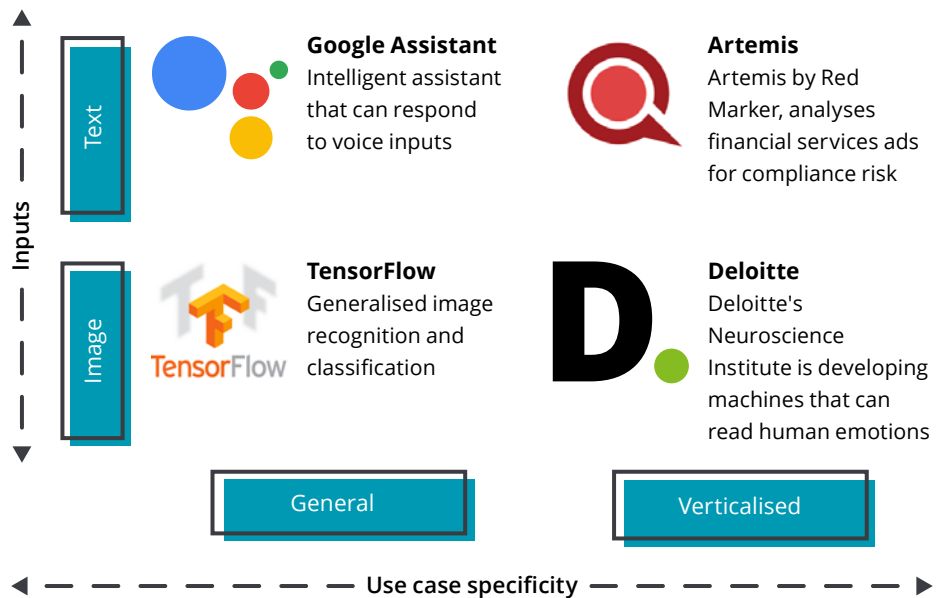 Inputs
Text
Google Assistant
Intelligent assistant
that can respond
to voice inputs
Artemis
Artemis by Red
Marker, analyses
financial services ads
for compliance risk
Image
TensorFlow
TensorFlow
Generalised image
recognition and
classification
D.
Deloitte
Deloitte's
Neuroscience
Institute is developing
machines that can
read human emotions
General
Verticalised
Use case specificity